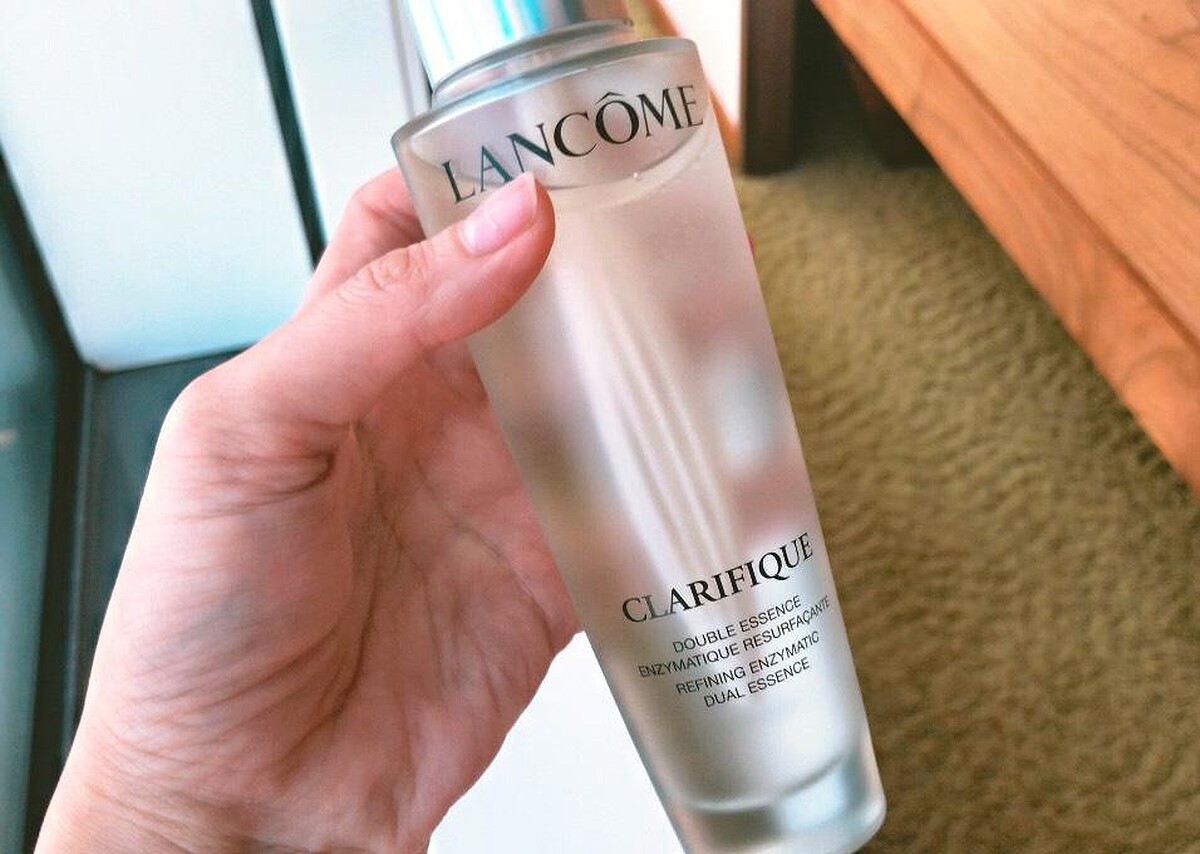 LANCÔME
CLARIFIQUE
DOUBLE ESSENCE
ENZYMATIQUE RESURFAÇANTE
REFINING ENZYMATIC
DUAL ESSENCE